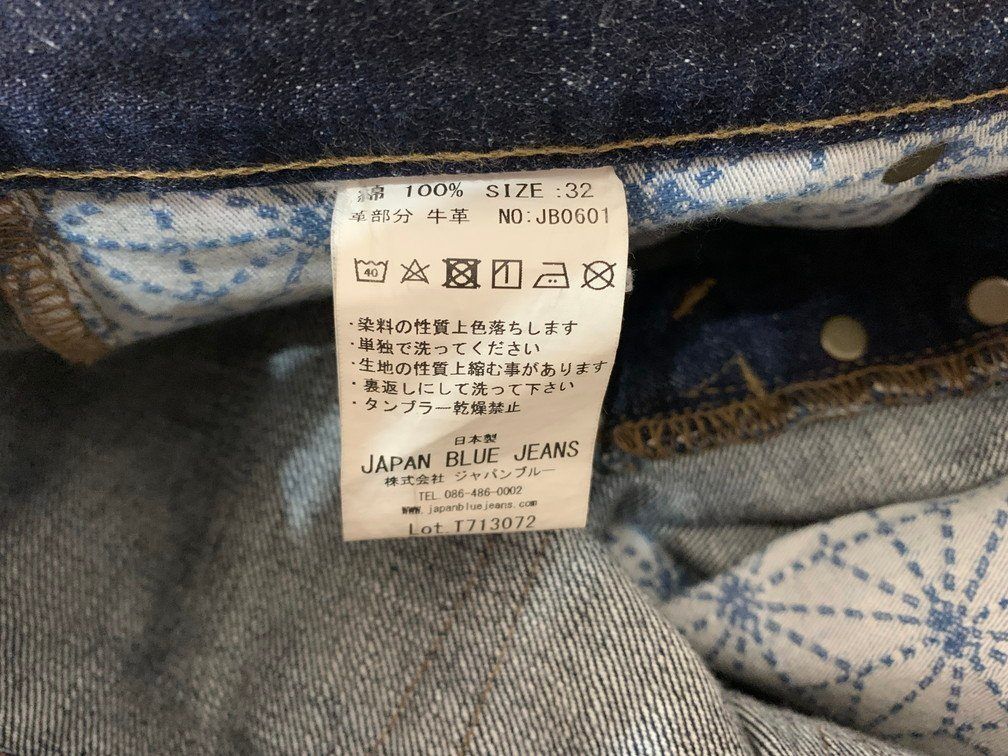 綿 100% SIZE:32
革部分 牛革 NO:JB0601
40
・染料の性質上色落ちします
・単独で洗ってください
・生地の性質上縮む事があります
・裏返しにして洗って下さい
・タンブラー乾燥禁止
日本製
JAPAN BLUE JEANS
株式会社 ジャパンブルー
TEL.086-486-0002
www.japanbluejeans.com
Lot.T713072